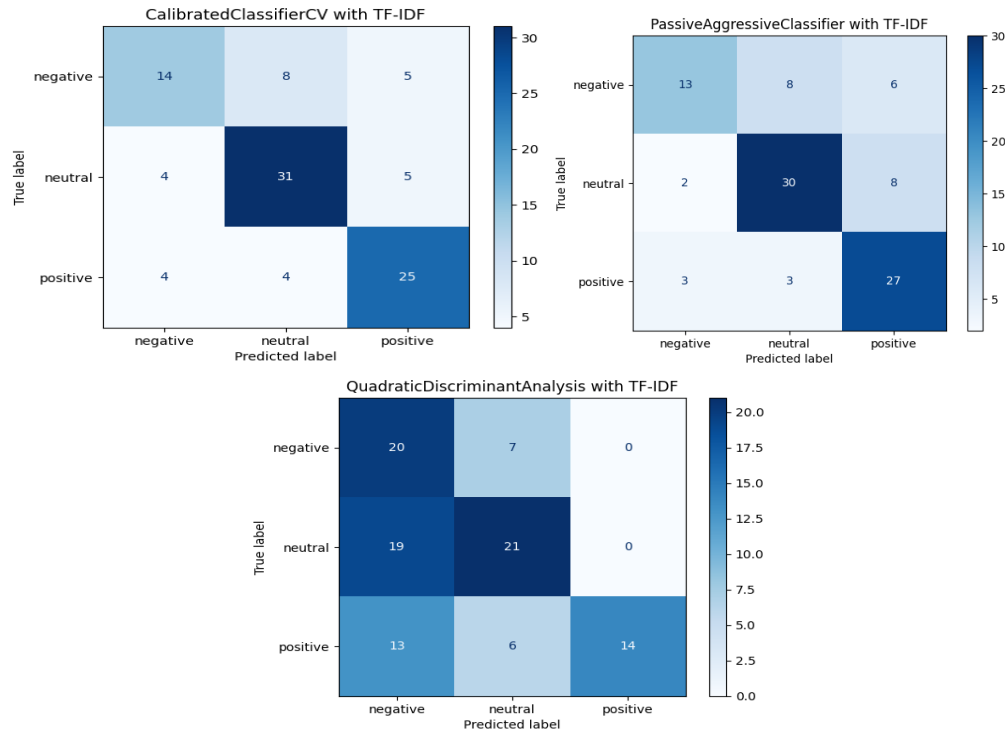 CalibratedClassifierCV with TF-IDF
30
negative
14 8 5
25
20
neutral
4 31 5
15
10
positive
4 4 25
5
negative neutral positive
Predicted label
True label
PassiveAggressiveClassifier with TF-IDF
30
negative
13 8 6
25
20
neutral
2 30 8
15
10
positive
3 3 27
5
negative neutral positive
Predicted label
True label
QuadraticDiscriminantAnalysis with TF-IDF
20.0
negative
20 7 0
17.5
15.0
12.5
neutral
19 21 0
10.0
7.5
5.0
positive
13 6 14
2.5
0.0
negative neutral positive
Predicted label
True label